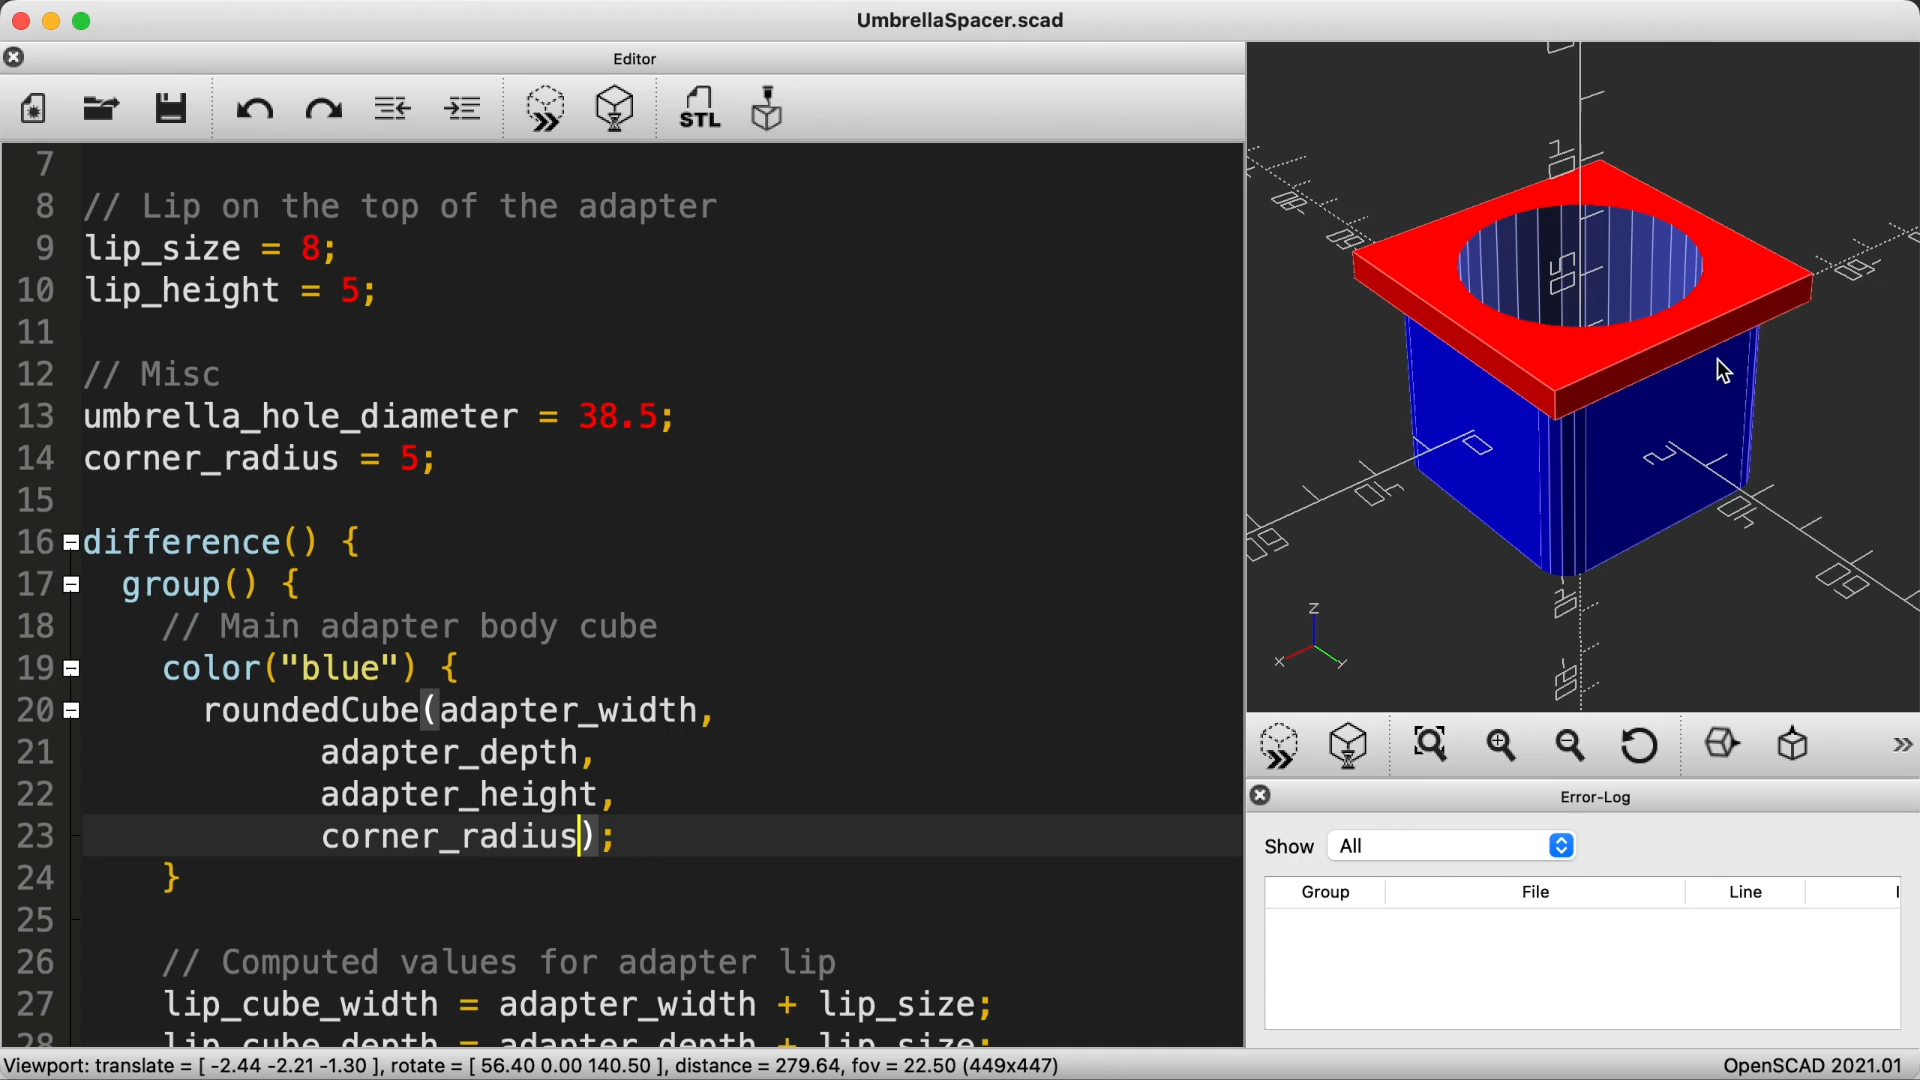 UmbrellaSpacer.scad
Editor
STL
7
8 // Lip on the top of the adapter
9 lip_size = 8;
10 lip_height = 5;
11
12 // Misc
13 umbrella_hole_diameter = 38.5;
14 corner_radius = 5;
15
16 difference() {
17 group() {
18 // Main adapter body cube
19 color("blue") {
20 roundedCube(adapter_width,
21 adapter_depth,
22 adapter_height,
23 corner_radius);
24 }
25
26 // Computed values for adapter lip
27 lip_cube_width = adapter_width + lip_size;
28 lip_cube_depth = adapter_depth + lip_size;
z
x
y
Error-Log
Show All
Group File Line
Viewport: translate = [ -2.44 -2.21 -1.30 ], rotate = [ 56.40 0.00 140.50 ], distance = 279.64, fov = 22.50 (449x447)
OpenSCAD 2021.01